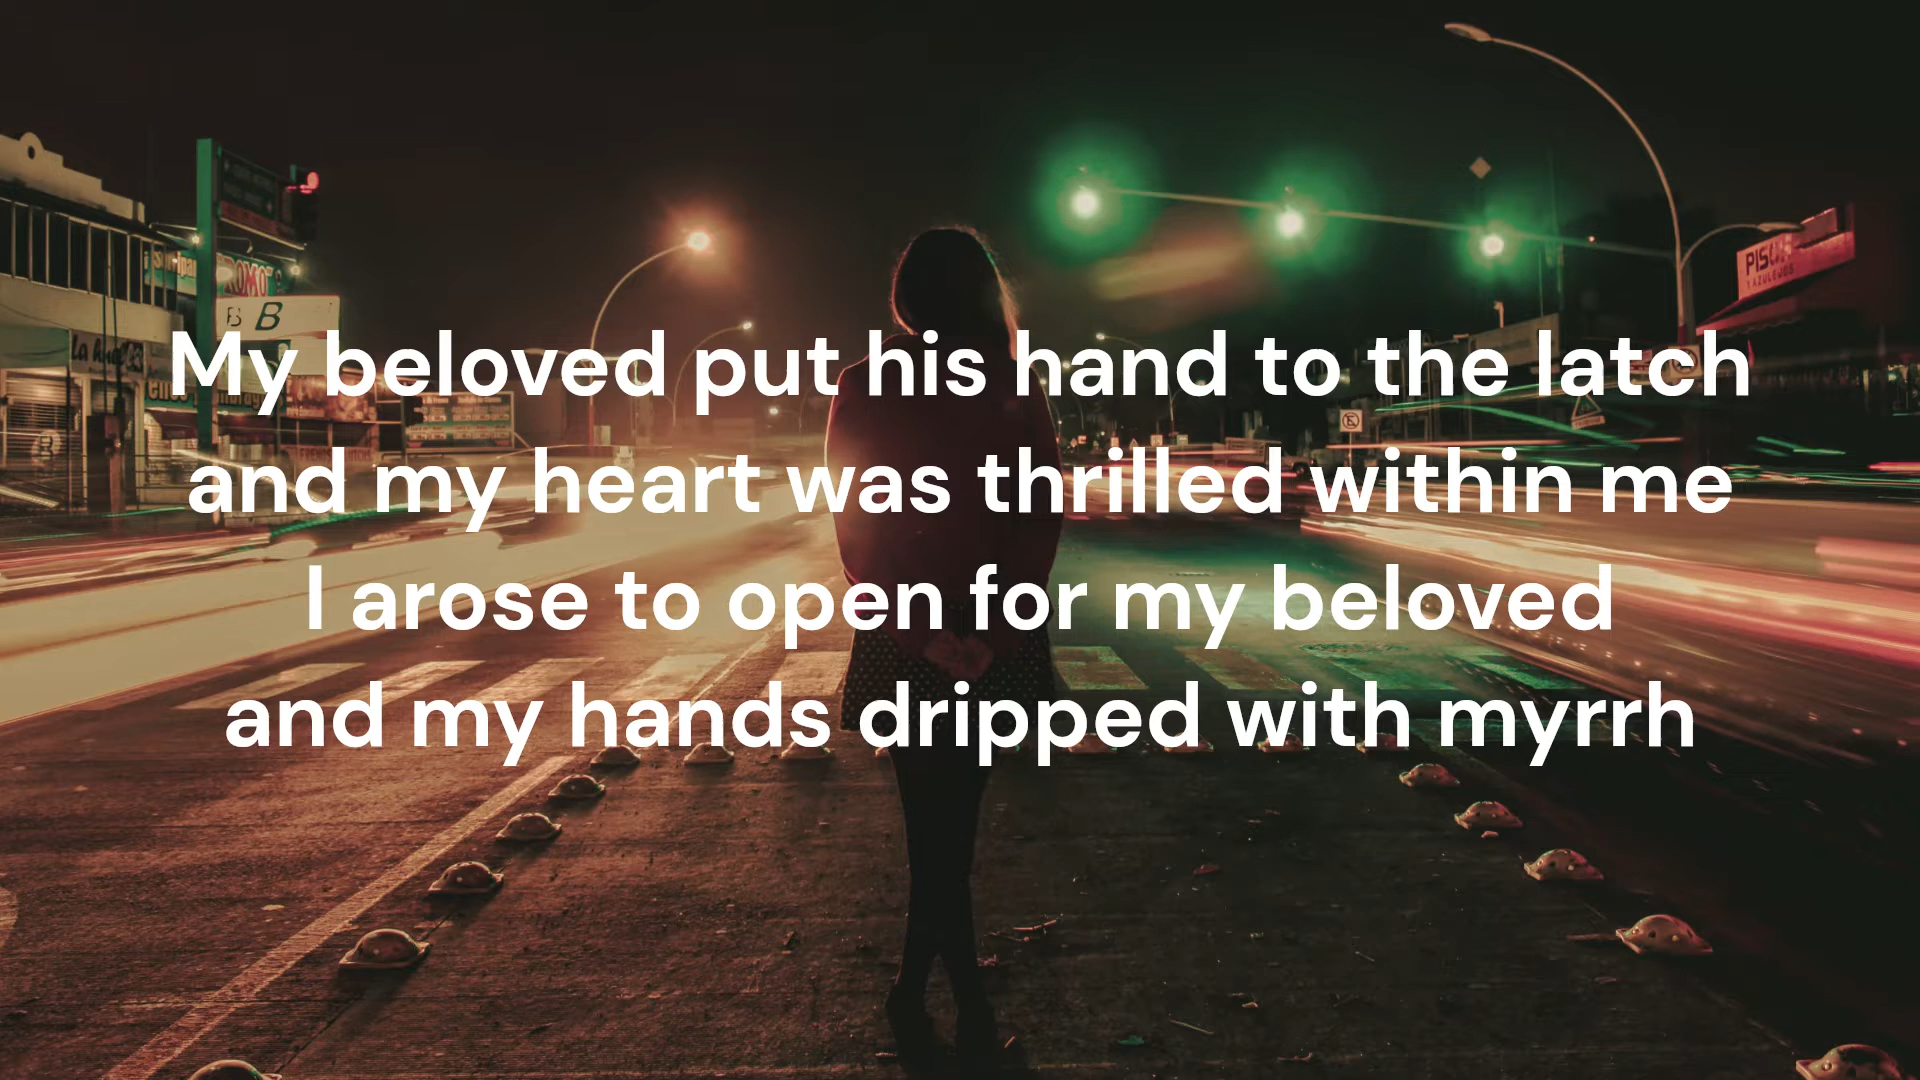 ROMO
B
My beloved put his hand to the latch
and my heart was thrilled within me
I arose to open for my beloved
and my hands dripped with myrrh